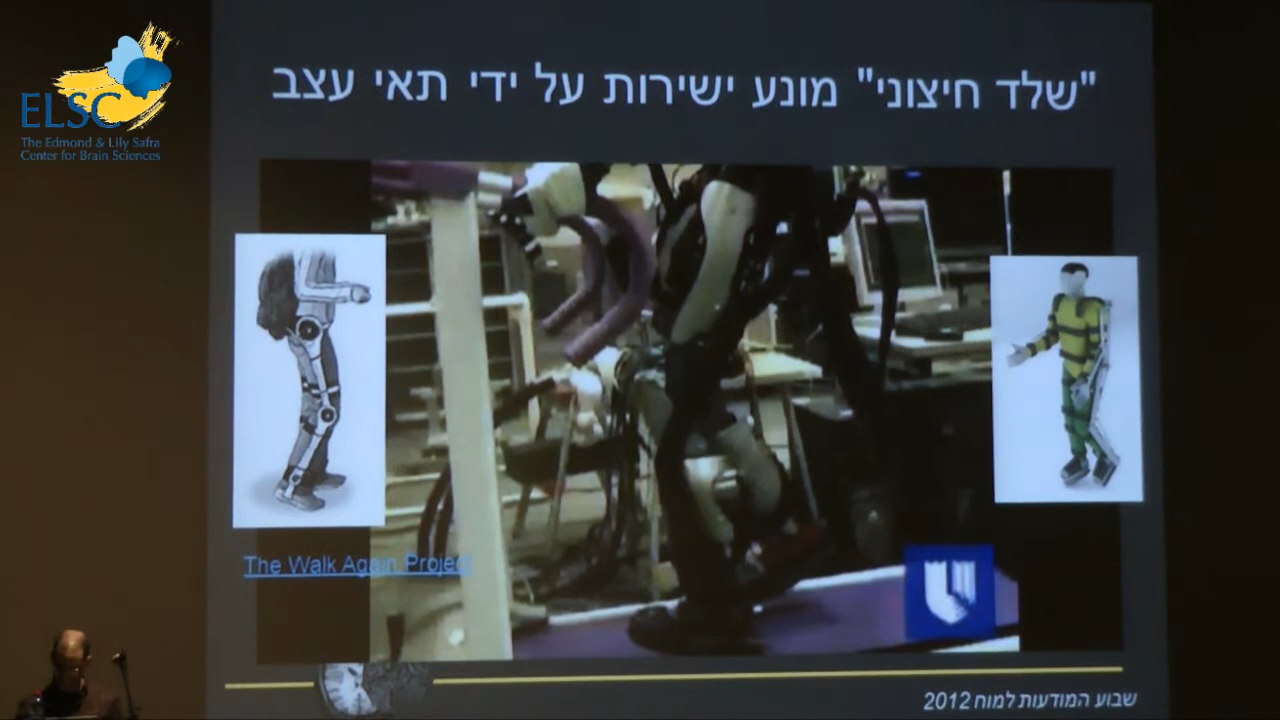 ELSC
The Edmond & Lily Safra
Center for Brain Sciences
"שלד חיצוני" מונע ישירות על ידי תאי עצב
The Walk Again Project
שבוע המודעות למוח 2012